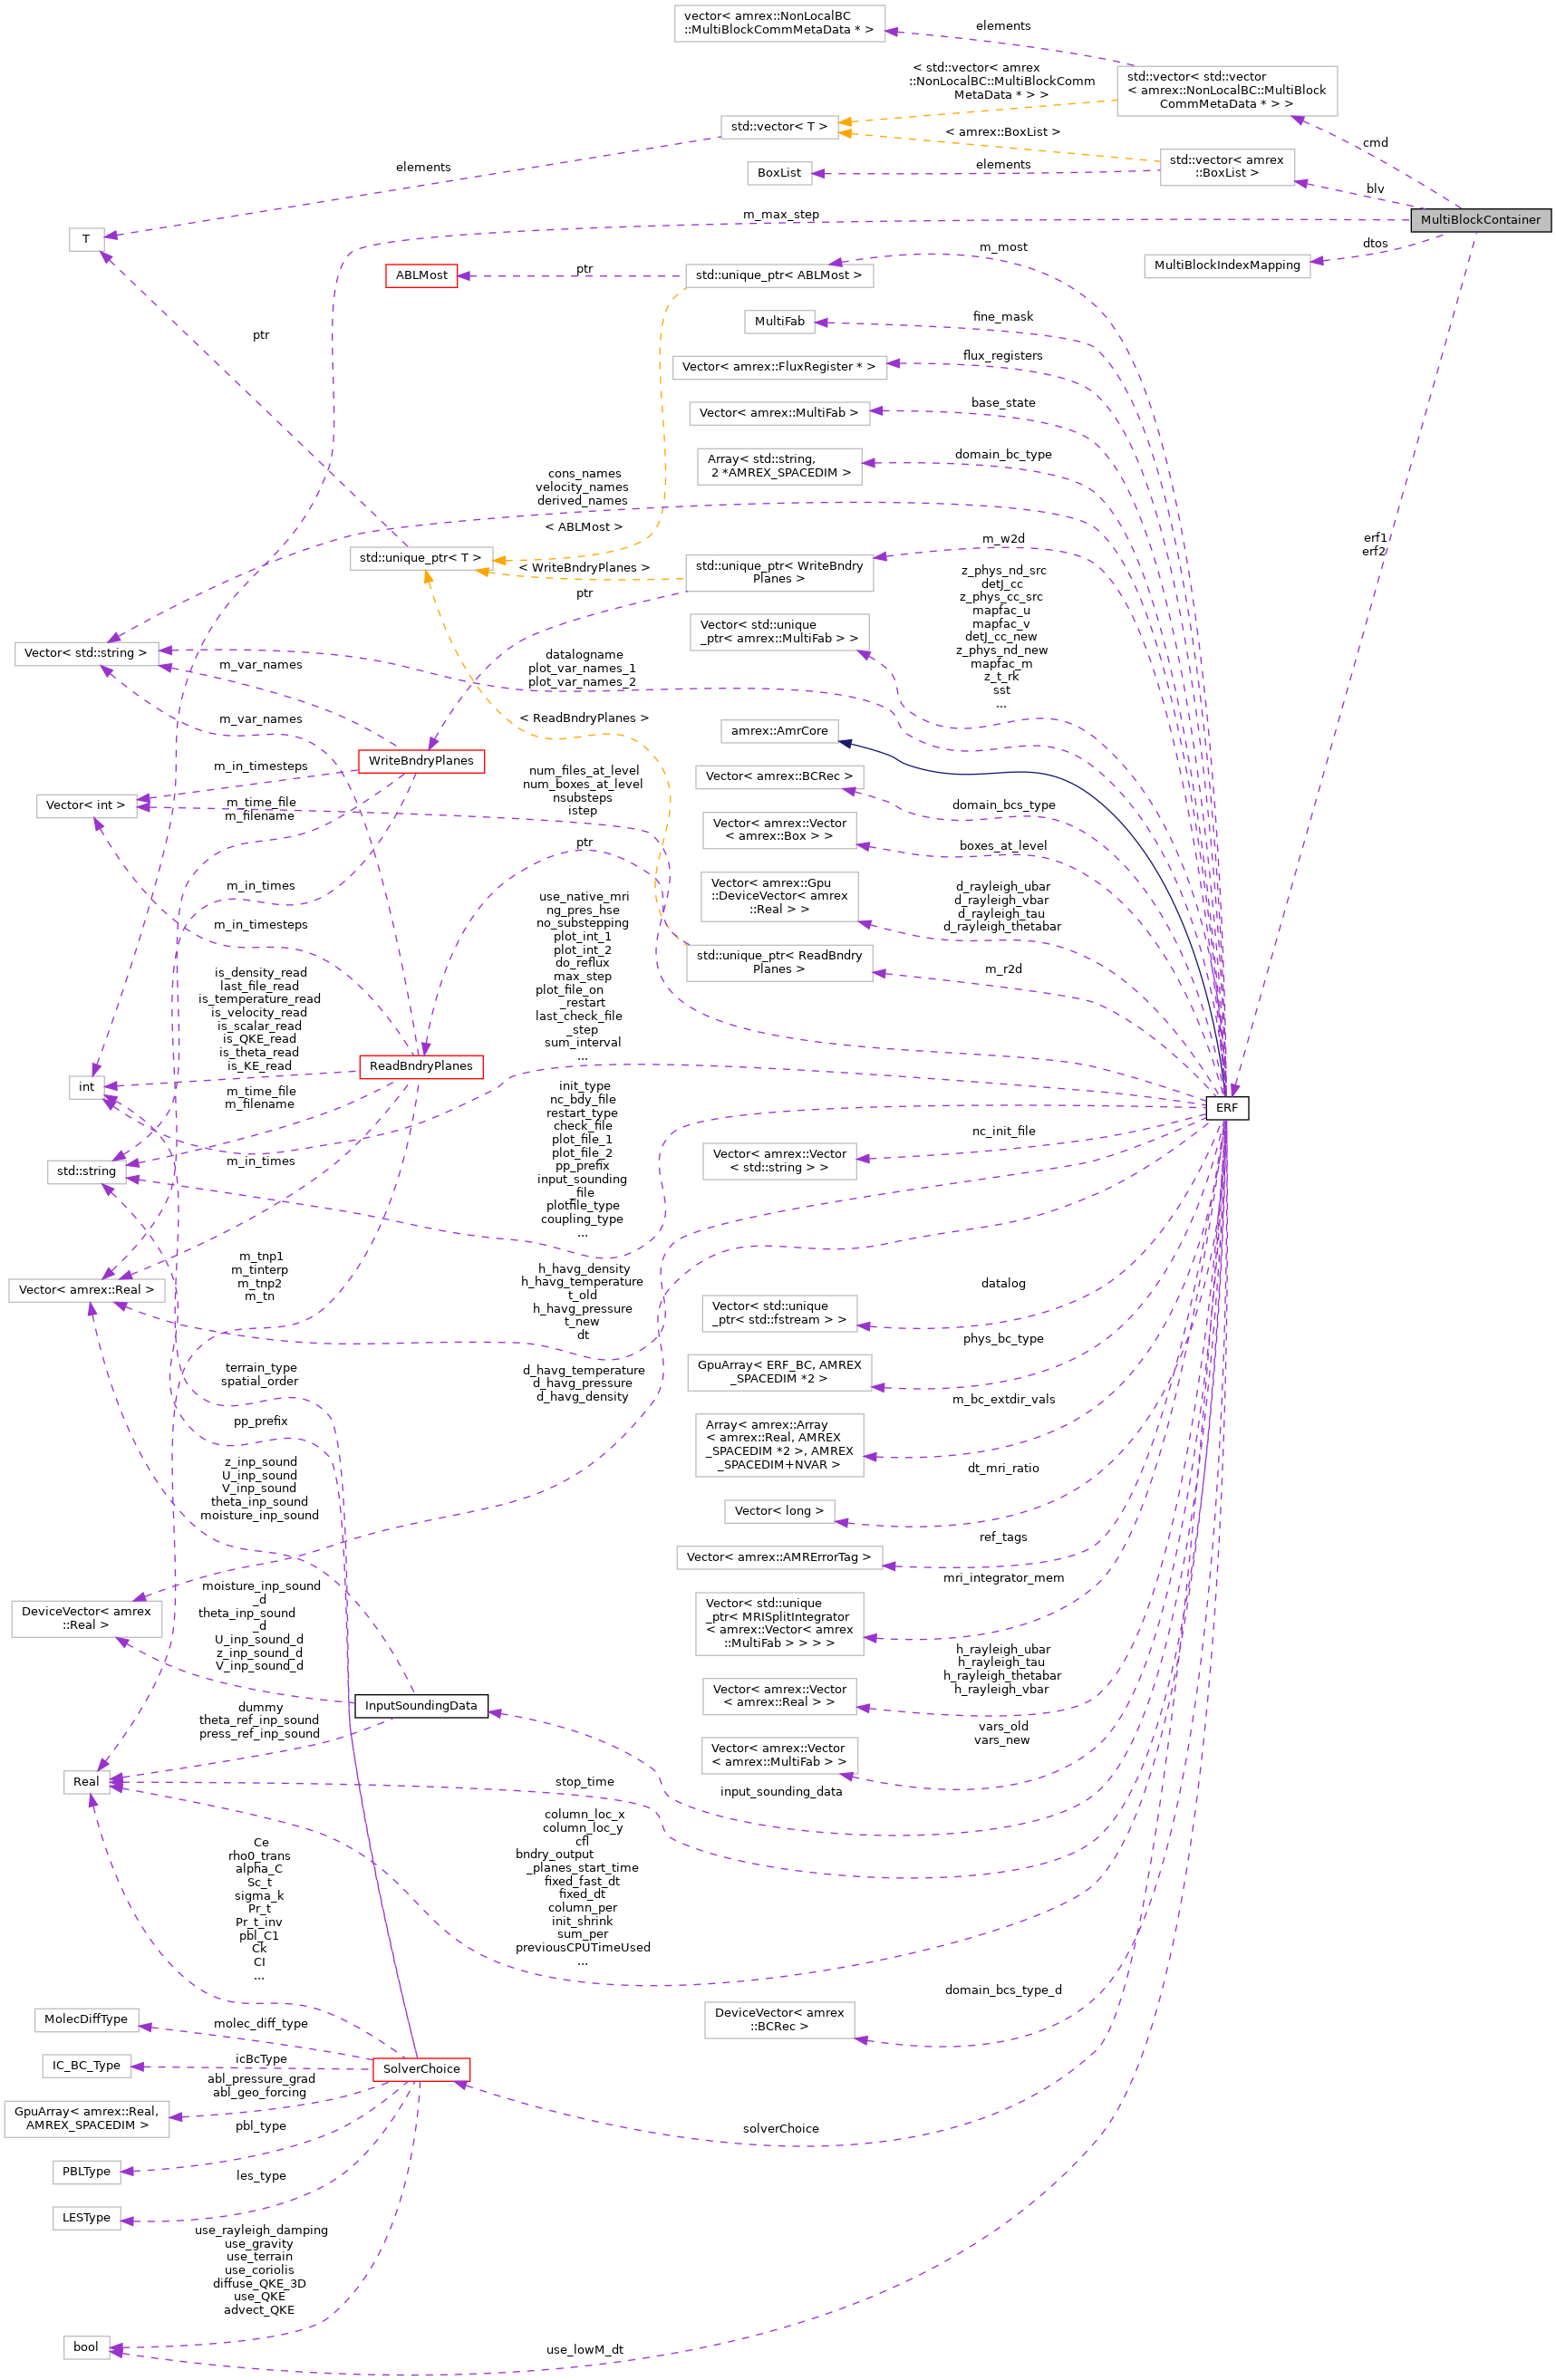 vector< amrex::NonLocalBC
::MultiBlockCommMetaData * >
elements
< std::vector< amrex
::NonLocalBC::MultiBlockComm
MetaData * > >
std::vector< std::vector
< amrex::NonLocalBC::MultiBlock
CommMetaData * > >
std::vector< T >
< amrex::BoxList >
cmd
elements
BoxList
elements
std::vector< amrex
::BoxList >
blv
m_max_step
MultiBlockContainer
T
dtos
ABLMost
ptr
std::unique_ptr< ABLMost >
m_most
MultiBlockIndexMapping
MultiFab
fine_mask
ptr
Vector< amrex::FluxRegister * >
flux_registers
Vector< amrex::MultiFab >
base_state
Array< std::string,
2 *AMREX_SPACEDIM >
domain_bc_type
cons_names
velocity_names
derived_names
< ABLMost >
erf1
erf2
std::unique_ptr< T >
< WriteBndryPlanes >
std::unique_ptr< WriteBndry
Planes >
m_w2d
ptr
z_phys_nd_src
detJ_cc
z_phys_cc_src
mapfac_u
mapfac_v
detJ_cc_new
z_phys_nd_new
mapfac_m
z_t_rk
sst
...
Vector< std::unique
_ptr< amrex::MultiFab > >
Vector< std::string >
m_var_names
datalogname
plot_var_names_1
plot_var_names_2
m_var_names
< ReadBndryPlanes >
amrex::AmrCore
WriteBndryPlanes
m_in_timesteps
num_files_at_level
num_boxes_at_level
nsubsteps
istep
Vector< amrex::BCRec >
domain_bcs_type
Vector< int >
m_time_file
m_filename
Vector< amrex::Vector
< amrex::Box > >
boxes_at_level
ptr
m_in_times
Vector< amrex::Gpu
::DeviceVector< amrex
::Real > >
d_rayleigh_ubar
d_rayleigh_vbar
d_rayleigh_tau
d_rayleigh_thetabar
m_in_timesteps
use_native_mri
ng_pres_hse
no_substepping
plot_int_1
plot_int_2
do_reflux
max_step
plot_file_on
_restart
last_check_file
_step
sum_interval
...
std::unique_ptr< ReadBndry
Planes >
m_r2d
is_density_read
last_file_read
is_temperature_read
is_velocity_read
is_scalar_read
is_QKE_read
is_theta_read
is_KE_read
int
ReadBndryPlanes
m_time_file
m_filename
ERF
init_type
nc_bdy_file
restart_type
check_file
plot_file_1
plot_file_2
pp_prefix
input_sounding
_file
plotfile_type
coupling_type
...
std::string
m_in_times
Vector< amrex::Vector
< std::string > >
nc_init_file
m_tnp1
m_tinterp
m_tnp2
m_tn
Vector< amrex::Real >
h_havg_density
h_havg_temperature
t_old
h_havg_pressure
t_new
dt
Vector< std::unique
_ptr< std::fstream > >
datalog
terrain_type
spatial_order
d_havg_temperature
d_havg_pressure
d_havg_density
GpuArray< ERF_BC, AMREX
_SPACEDIM *2 >
phys_bc_type
pp_prefix
Array< amrex::Array
< amrex::Real, AMREX
_SPACEDIM *2 >, AMREX
_SPACEDIM+NVAR >
m_bc_extdir_vals
z_inp_sound
U_inp_sound
V_inp_sound
theta_inp_sound
moisture_inp_sound
Vector< long >
dt_mri_ratio
Vector< amrex::AMRErrorTag >
ref_tags
DeviceVector< amrex
::Real >
moisture_inp_sound
_d
theta_inp_sound
_d
U_inp_sound_d
z_inp_sound_d
V_inp_sound_d
Vector< std::unique
_ptr< MRISplitIntegrator
< amrex::Vector< amrex
::MultiFab > > > >
mri_integrator_mem
InputSoundingData
dummy
theta_ref_inp_sound
press_ref_inp_sound
Vector< amrex::Vector
< amrex::Real > >
h_rayleigh_ubar
h_rayleigh_tau
h_rayleigh_thetabar
h_rayleigh_vbar
Vector< amrex::Vector
< amrex::MultiFab > >
vars_old
vars_new
Real
stop_time
input_sounding_data
column_loc_x
column_loc_y
cfl
bndry_output
_planes_start_time
fixed_fast_dt
fixed_dt
column_per
init_shrink
sum_per
previousCPUTimeUsed
...
Ce
rho0_trans
alpha_C
Sc_t
sigma_k
Pr_t
Pr_t_inv
pbl_C1
Ck
CI
...
DeviceVector< amrex
::BCRec >
domain_bcs_type_d
MolecDiffType
molec_diff_type
IC_BC_Type
icBcType
SolverChoice
GpuArray< amrex::Real,
AMREX_SPACEDIM >
abl_pressure_grad
abl_geo_forcing
pbl_type
solverChoice
PBLType
les_type
LESType
use_rayleigh_damping
use_gravity
use_terrain
use_coriolis
diffuse_QKE_3D
use_QKE
advect_QKE
bool
use_lowM_dt